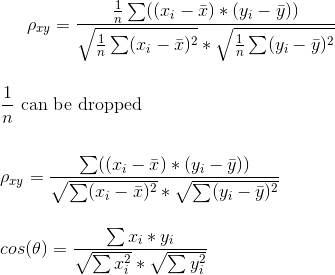 \rho_{xy} = \frac{\frac{1}{n} \sum((x_i - \bar{x}) * (y_i - \bar{y}))}{\sqrt{\frac{1}{n} \sum(x_i - \bar{x})^2} * \sqrt{\frac{1}{n} \sum(y_i - \bar{y})^2}}
\frac{1}{n} can be dropped
\rho_{xy} = \frac{\sum((x_i - \bar{x}) * (y_i - \bar{y}))}{\sqrt{\sum(x_i - \bar{x})^2} * \sqrt{\sum(y_i - \bar{y})^2}}
cos(\theta) = \frac{\sum x_i * y_i}{\sqrt{\sum x_i^2} * \sqrt{\sum y_i^2}}